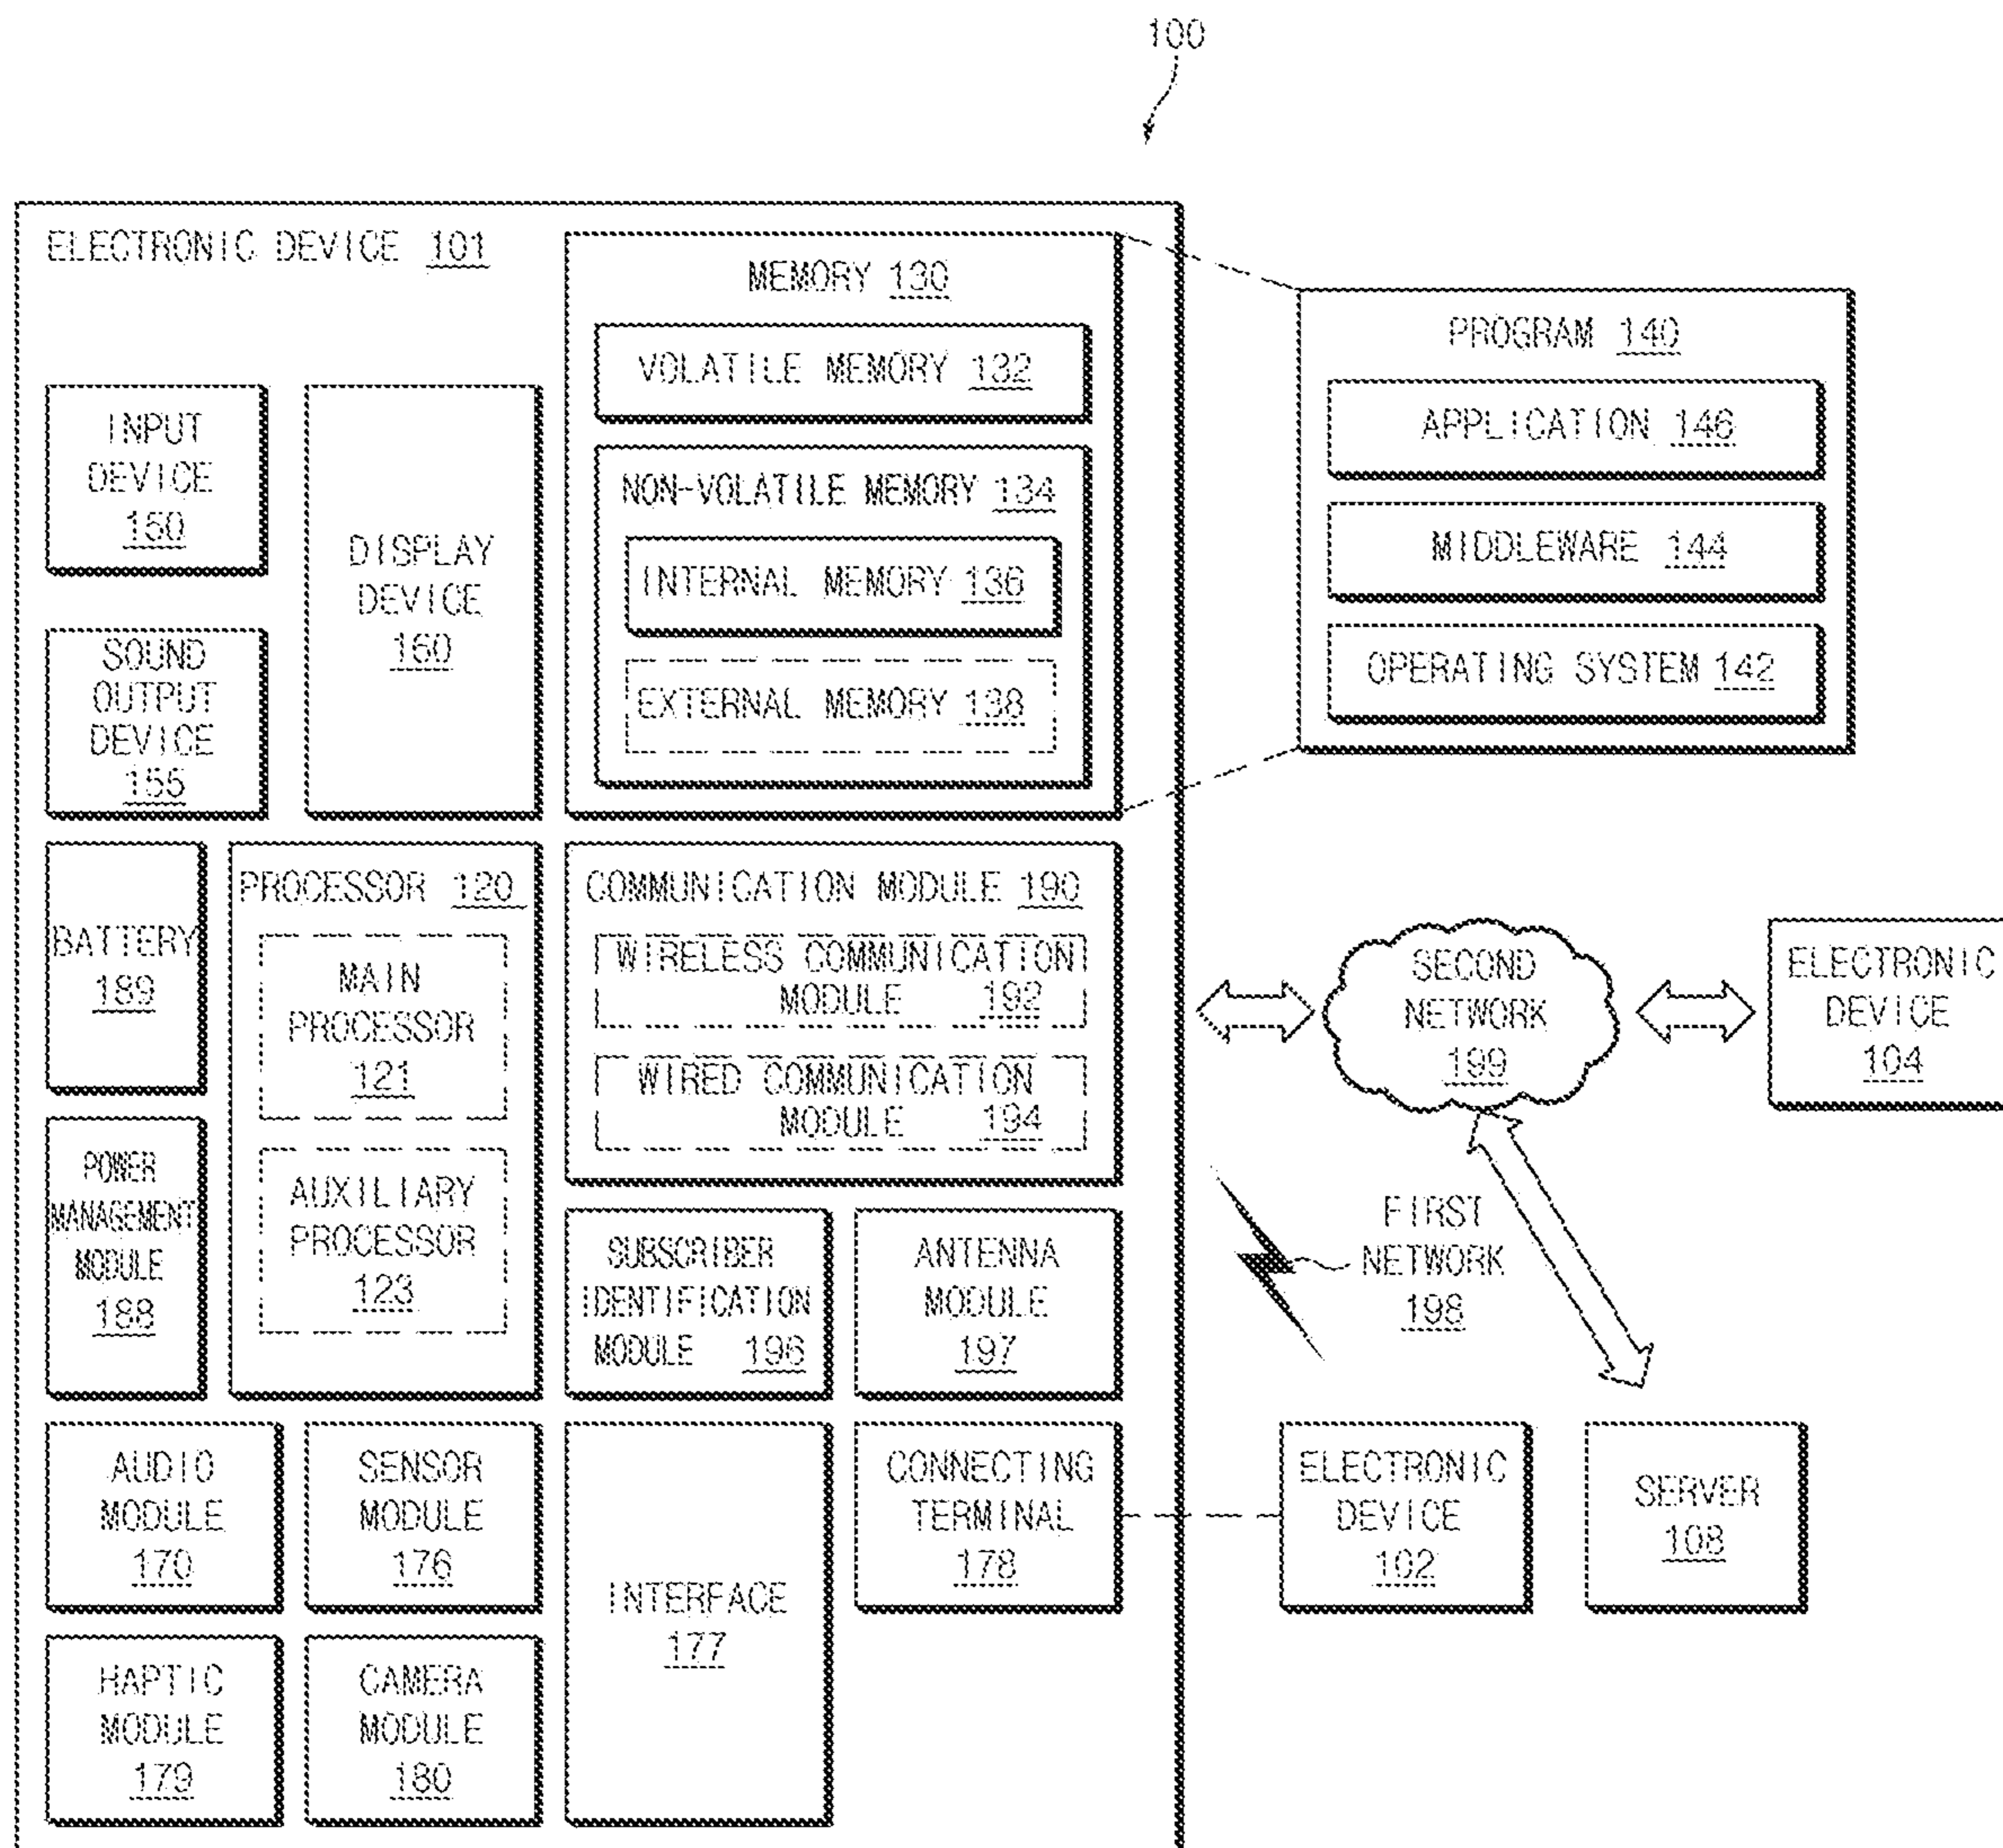 100
ELECTRONIC DEVICE 101
MEMORY 130
VOLATILE MEMORY 132
NON-VOLATILE MEMORY 134
INTERNAL MEMORY 136
EXTERNAL MEMORY 138
PROGRAM 140
APPLICATION 146
MIDDLEWARE 144
OPERATING SYSTEM 142
INPUT
DEVICE
150
DISPLAY
DEVICE
160
SOUND
OUTPUT
DEVICE
155
BATTERY
189
PROCESSOR 120
MAIN
PROCESSOR
121
AUXILIARY
PROCESSOR
123
POWER
MANAGEMENT
MODULE
188
COMMUNICATION MODULE 190
WIRELESS COMMUNICATION
MODULE 192
WIRED COMMUNICATION
MODULE 194
SECOND
NETWORK
199
ELECTRONIC
DEVICE
104
SUBSCRIBER
IDENTIFICATION
MODULE 196
ANTENNA
MODULE
197
FIRST
NETWORK
198
AUDIO
MODULE
170
SENSOR
MODULE
176
INTERFACE
177
CONNECTING
TERMINAL
178
ELECTRONIC
DEVICE
102
SERVER
108
HAPTIC
MODULE
179
CAMERA
MODULE
180